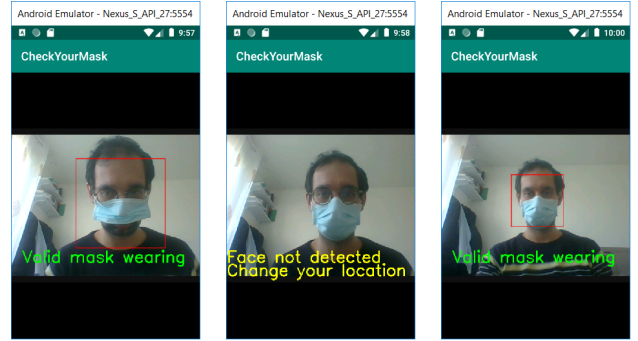 Android Emulator - Nexus_S_API_27:5554
9:57
CheckYourMask
Valid mask wearing
Android Emulator - Nexus_S_API_27:5554
9:58
CheckYourMask
Face not detected
Change your location
Android Emulator - Nexus_S_API_27:5554
10:00
CheckYourMask
Valid mask wearing